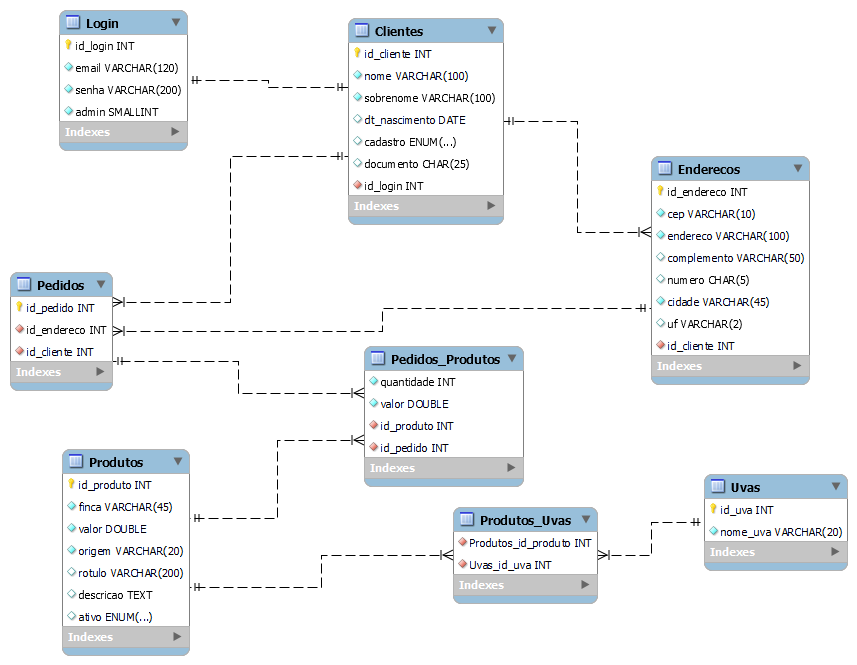 Login
id_login INT
email VARCHAR(120)
senha VARCHAR(200)
admin SMALLINT
Indexes
Clientes
id_cliente INT
nome VARCHAR(100)
sobrenome VARCHAR(100)
dt_nascimento DATE
cadastro ENUM(...)
documento CHAR(25)
id_login INT
Indexes
Enderecos
id_endereco INT
cep VARCHAR(10)
endereco VARCHAR(100)
complemento VARCHAR(50)
numero CHAR(5)
cidade VARCHAR(45)
uf VARCHAR(2)
id_cliente INT
Indexes
Pedidos
id_pedido INT
id_endereco INT
id_cliente INT
Indexes
Pedidos_Produtos
quantidade INT
valor DOUBLE
id_produto INT
id_pedido INT
Indexes
Produtos
id_produto INT
finca VARCHAR(45)
valor DOUBLE
origem VARCHAR(20)
rotulo VARCHAR(200)
descricao TEXT
ativo ENUM(...)
Indexes
Produtos_Uvas
Produtos_id_produto INT
Uvas_id_uva INT
Indexes
Uvas
id_uva INT
nome_uva VARCHAR(20)
Indexes